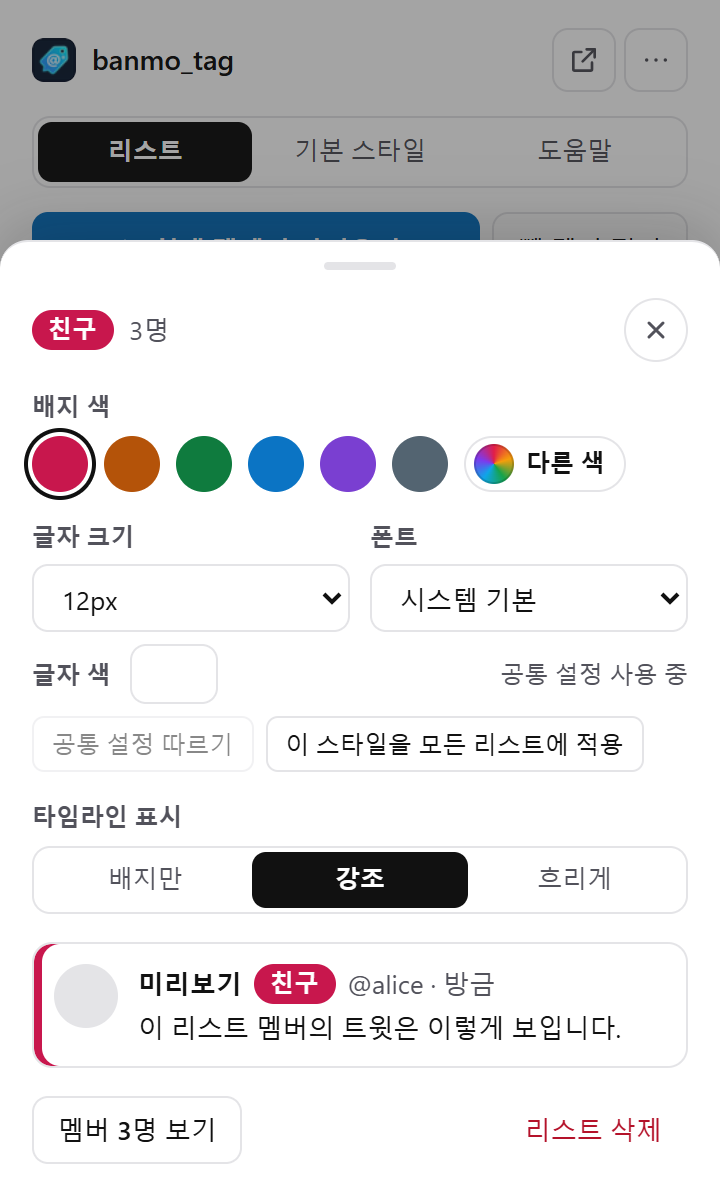 banmo_tag
리스트 기본 스타일 도움말
친구 3명
배지 색
다른 색
글자 크기 폰트
12px 시스템 기본
글자 색 공통 설정 사용 중
공통 설정 따르기 이 스타일을 모든 리스트에 적용
타임라인 표시
배지만 강조 흐리게
미리보기 친구 @alice · 방금
이 리스트 멤버의 트윗은 이렇게 보입니다.
멤버 3명 보기 리스트 삭제